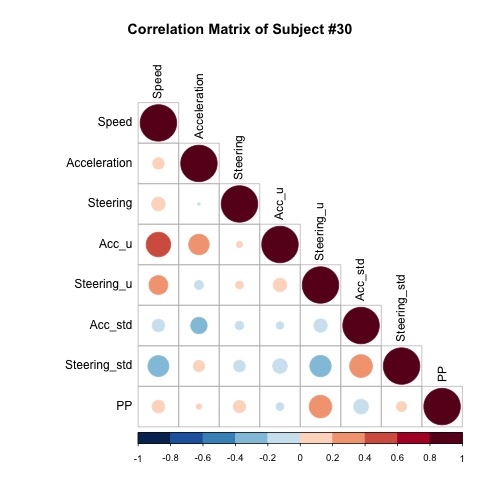 Correlation Matrix of Subject #30
Speed
Acceleration
Steering
Acc_u
Steering_u
Acc_std
Steering_std
PP
Speed
Acceleration
Steering
Acc_u
Steering_u
Acc_std
Steering_std
PP
-1 -0.8 -0.6 -0.4 -0.2 0 0.2 0.4 0.6 0.8 1